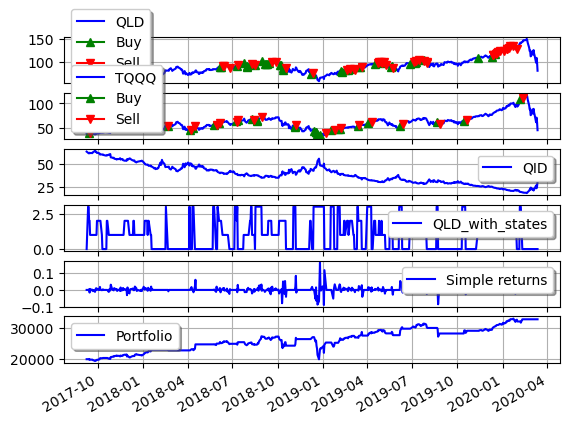 QLD
Buy
Sell
150
100
TQQQ
Buy
Sell
100
50
QID
50
25
QLD_with_states
2.5
0.0
Simple returns
0.1
0.0
−0.1
Portfolio
30000
20000
2017-10
2018-01
2018-04
2018-07
2018-10
2019-01
2019-04
2019-07
2019-10
2020-01
2020-04